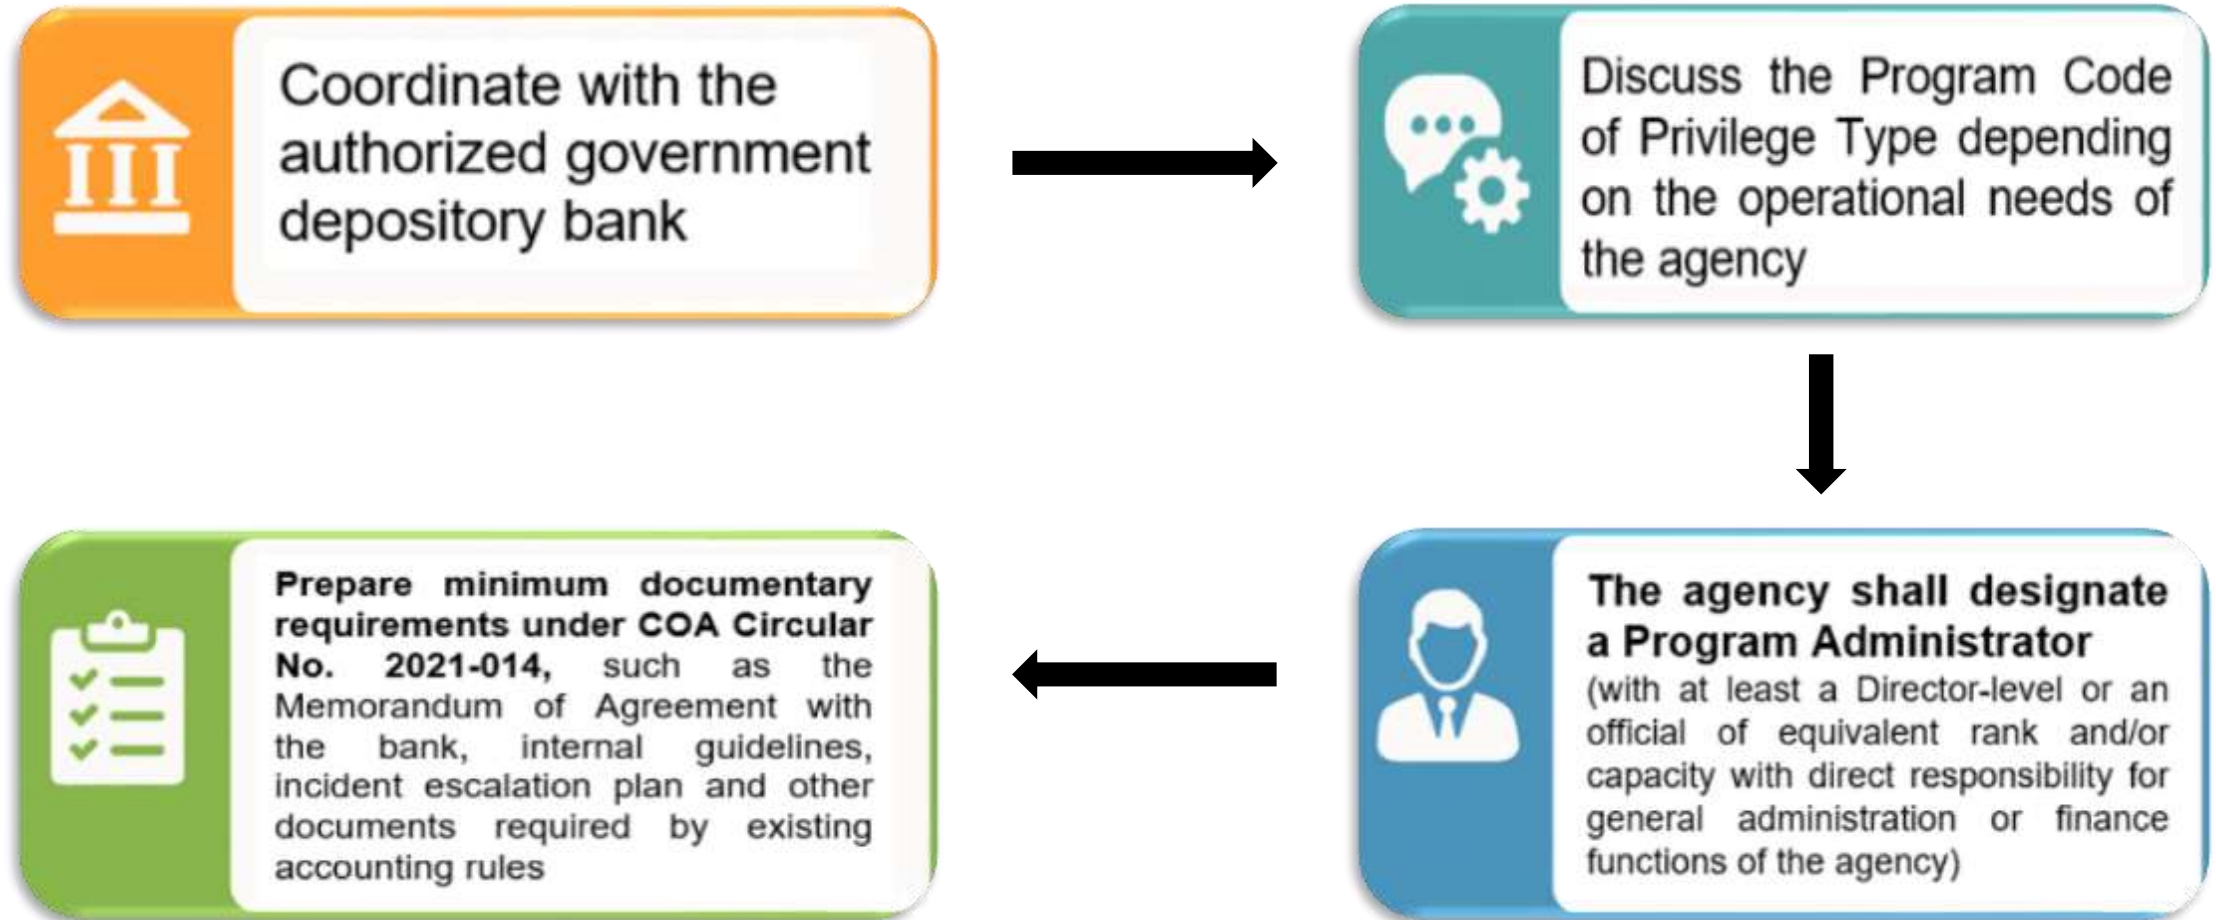 Coordinate with the
authorized government
depository bank
Discuss the Program Code
of Privilege Type depending
on the operational needs of
the agency
The agency shall designate
a Program Administrator
(with at least a Director-level or an
official of equivalent rank and/or
capacity with direct responsibility for
general administration or finance
functions of the agency)
Prepare minimum documentary
requirements under COA Circular
No. 2021-014, such as the
Memorandum of Agreement with
the bank, internal guidelines,
incident escalation plan and other
documents required by existing
accounting rules